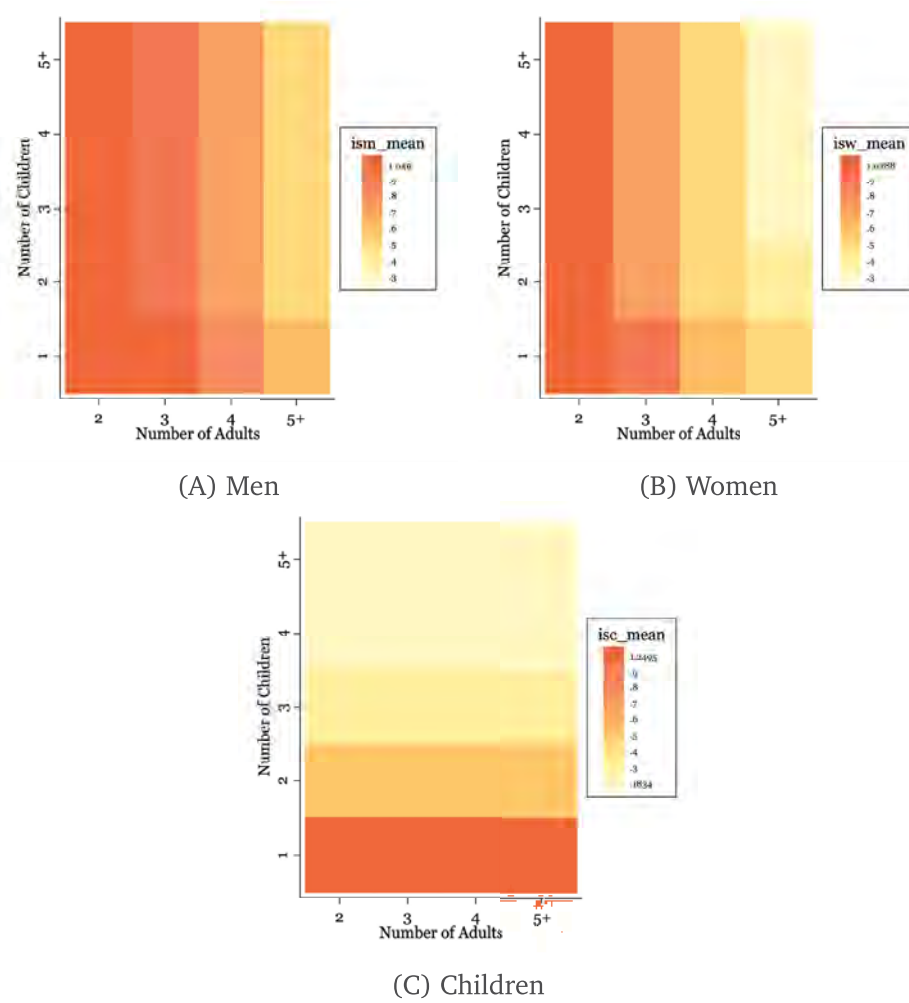 5+
4
3
2
1
Number of Children
2 3 4 5+
Number of Adults
ism_mean
.9
.8
.7
.6
.5
.4
.3
(A) Men
5+
4
3
2
1
Number of Children
2 3 4 5+
Number of Adults
isw_mean
.9
.8
.7
.6
.5
.4
.3
(B) Women
5+
4
3
2
1
Number of Children
2 3 4 5+
Number of Adults
isc_mean
1.2495
.9
.8
.7
.6
.5
.4
.3
.1834
(C) Children